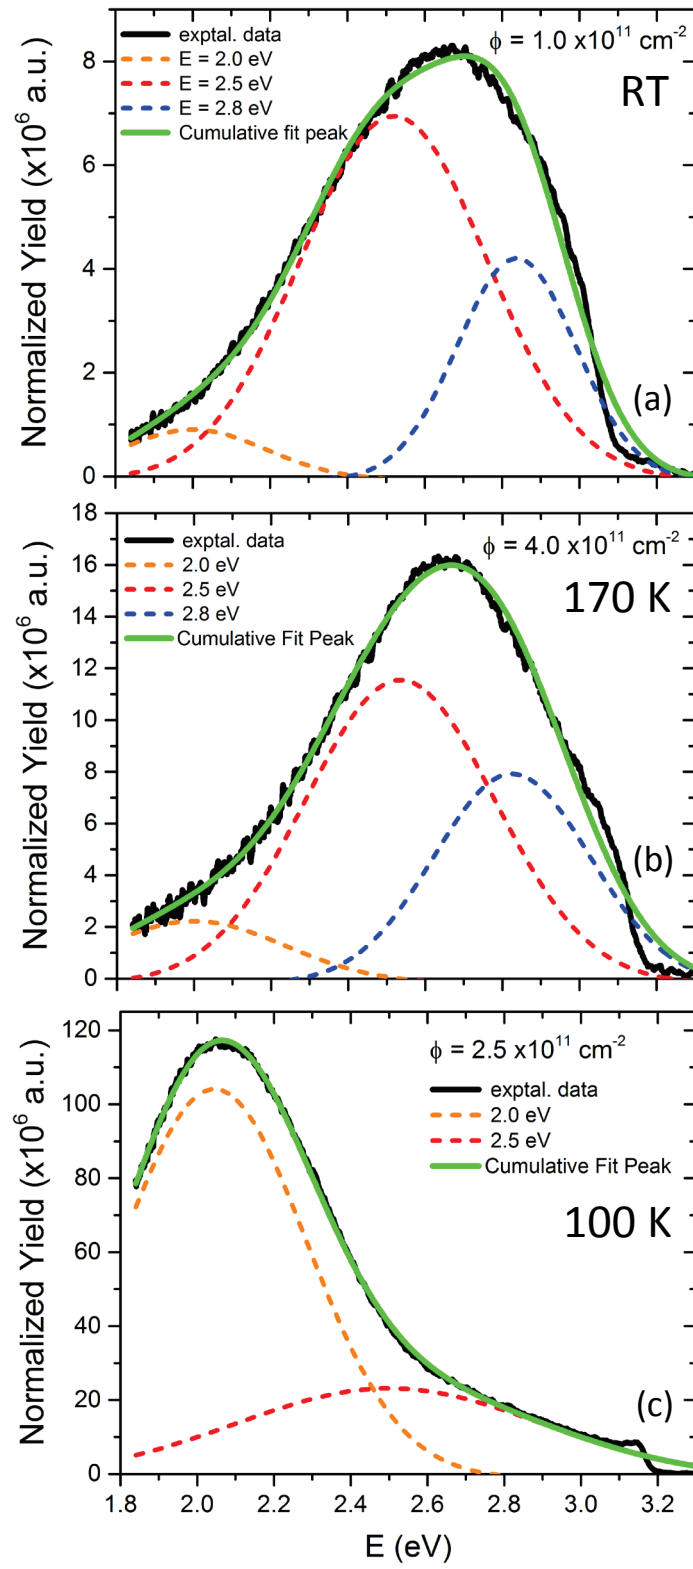 exptal. data
E = 2.0 eV
E = 2.5 eV
E = 2.8 eV
Cumulative fit peak
ϕ = 1.0 x10¹¹ cm⁻²
RT
(a)
Normalized Yield (x10⁶ a.u.)
8
6
4
2
0
exptal. data
2.0 eV
2.5 eV
2.8 eV
Cumulative Fit Peak
ϕ = 4.0 x10¹¹ cm⁻²
170 K
(b)
Normalized Yield (x10⁶ a.u.)
18
16
14
12
10
8
6
4
2
0
ϕ = 2.5 x10¹¹ cm⁻²
exptal. data
2.0 eV
2.5 eV
Cumulative Fit Peak
100 K
(c)
Normalized Yield (x10⁶ a.u.)
120
100
80
60
40
20
0
1.8 2.0 2.2 2.4 2.6 2.8 3.0 3.2
E (eV)